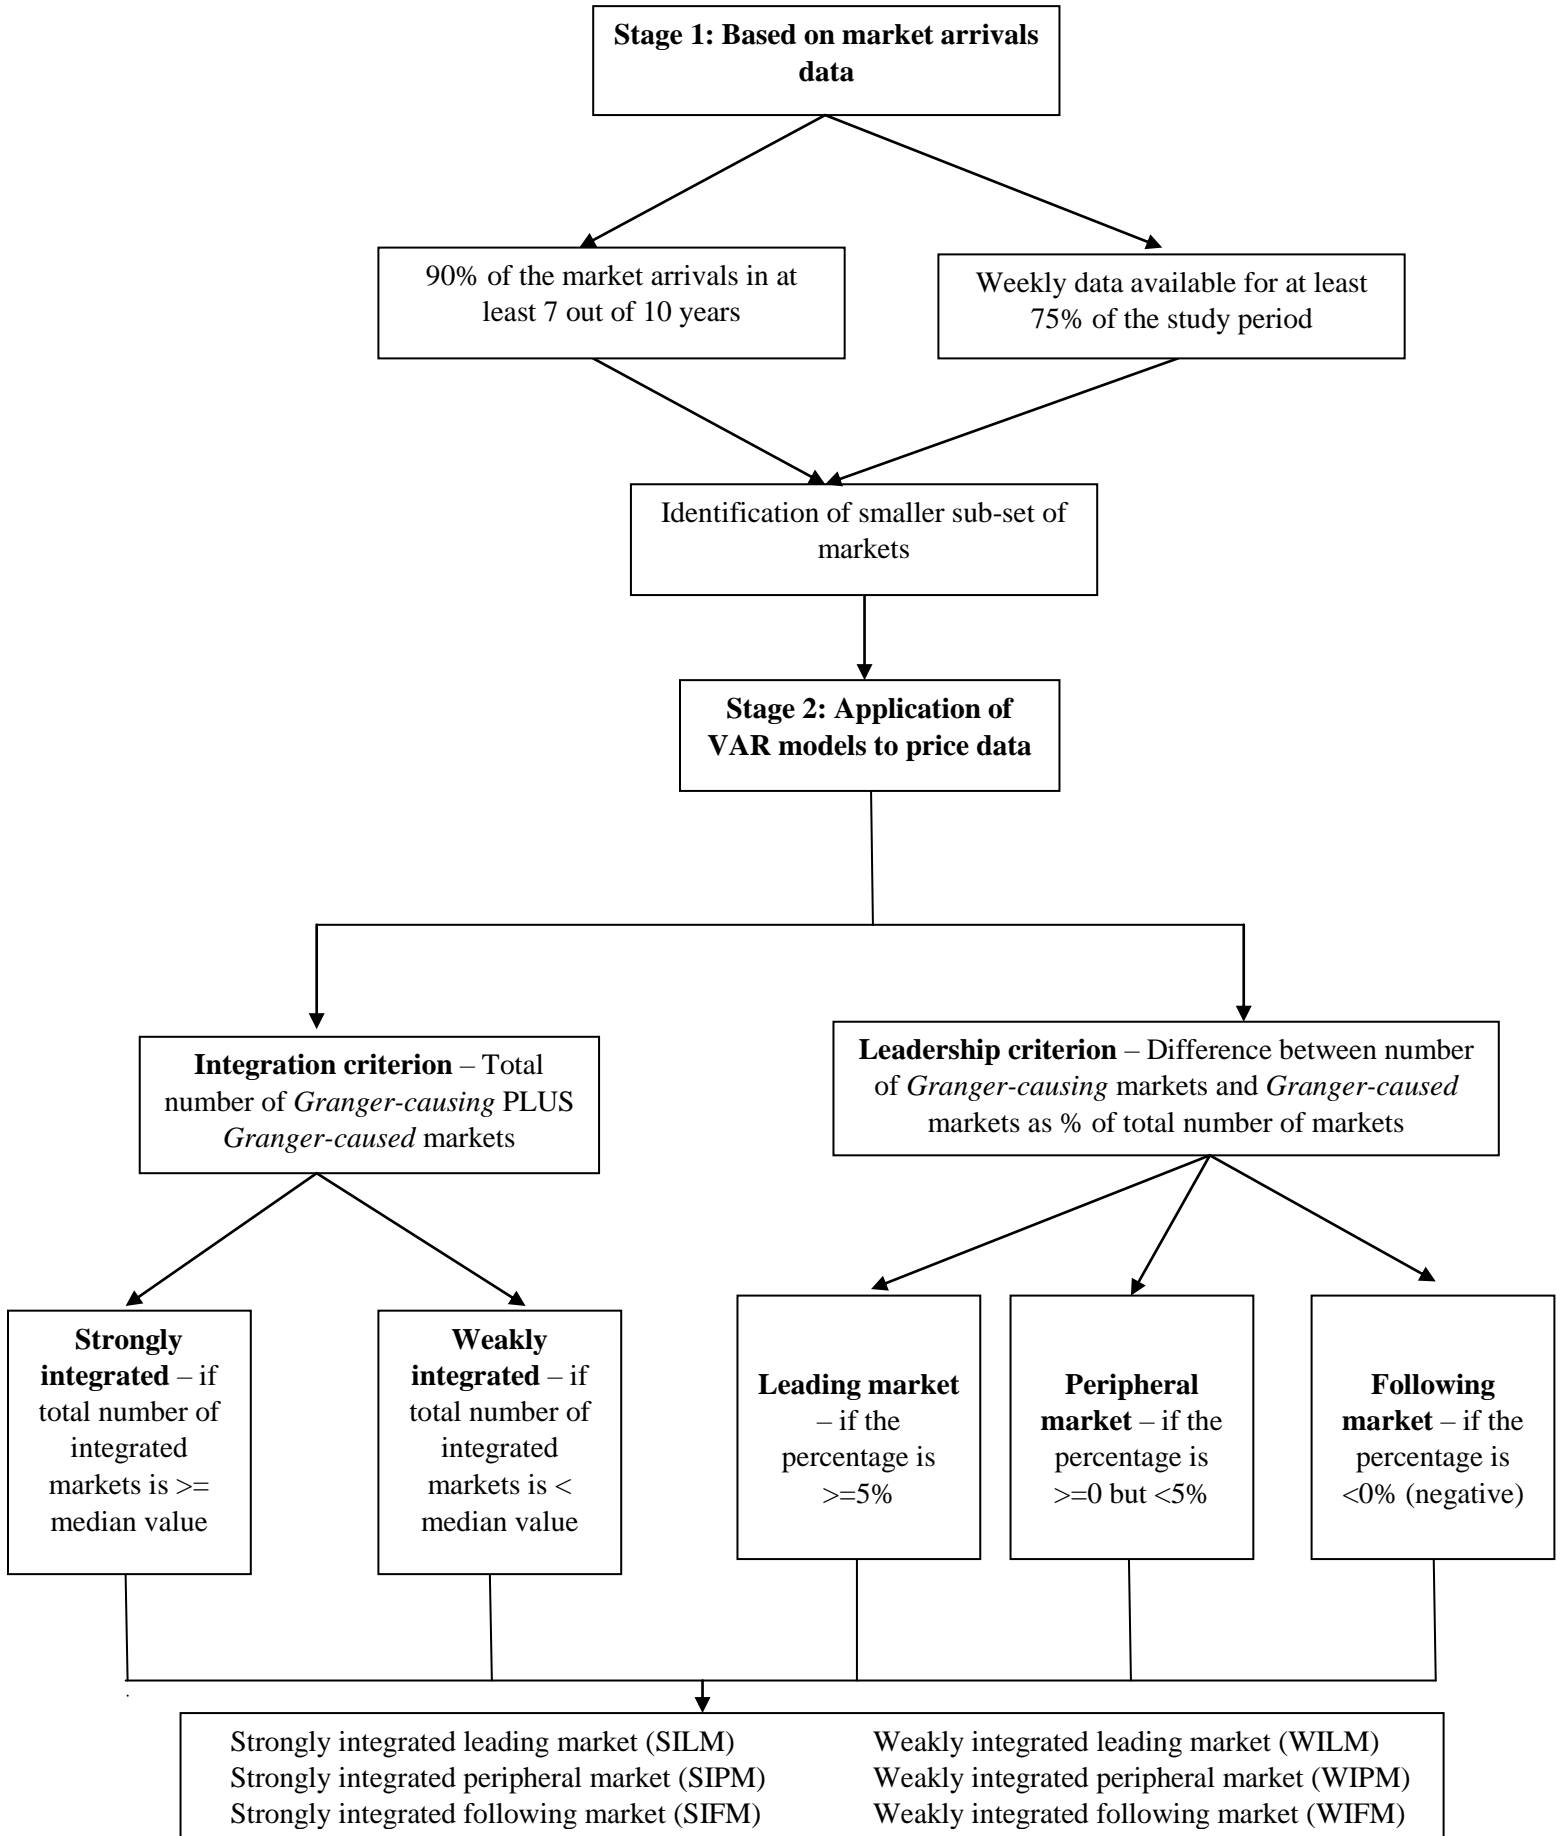 Stage 1: Based on market arrivals
data
90% of the market arrivals in at
least 7 out of 10 years
Weekly data available for at least
75% of the study period
Identification of smaller sub-set of
markets
Stage 2: Application of
VAR models to price data
Integration criterion – Total
number of Granger-causing PLUS
Granger-caused markets
Leadership criterion – Difference between number
of Granger-causing markets and Granger-caused
markets as % of total number of markets
Strongly
integrated – if
total number of
integrated
markets is >=
median value
Weakly
integrated – if
total number of
integrated
markets is <
median value
Leading market
– if the
percentage is
>=5%
Peripheral
market – if the
percentage is
>=0 but <5%
Following
market – if the
percentage is
<0% (negative)
Strongly integrated leading market (SILM)
Strongly integrated peripheral market (SIPM)
Strongly integrated following market (SIFM)
Weakly integrated leading market (WILM)
Weakly integrated peripheral market (WIPM)
Weakly integrated following market (WIFM)